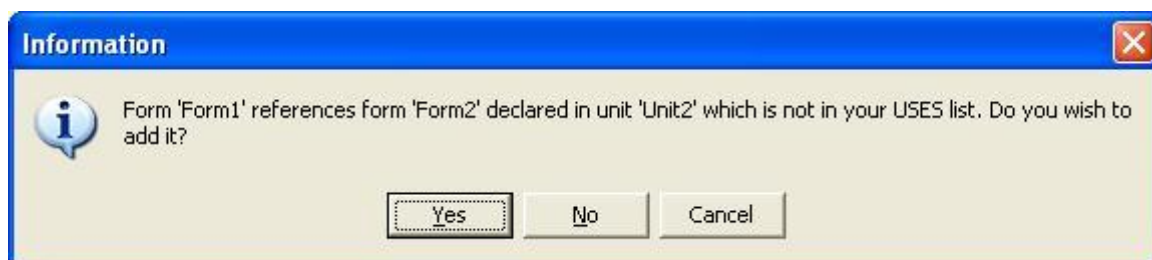 Information
Form 'Form1' references form 'Form2' declared in unit 'Unit2' which is not in your USES list. Do you wish to
add it?
Yes
No
Cancel